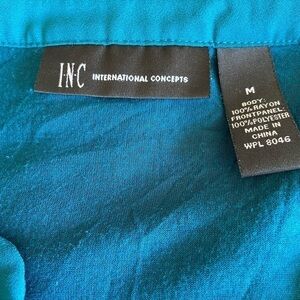 I·N·C INTERNATIONAL CONCEPTS
M
BODY:
100% RAYON
FRONTPANEL:
100% POLYESTER
MADE IN
CHINA
WPL 8046